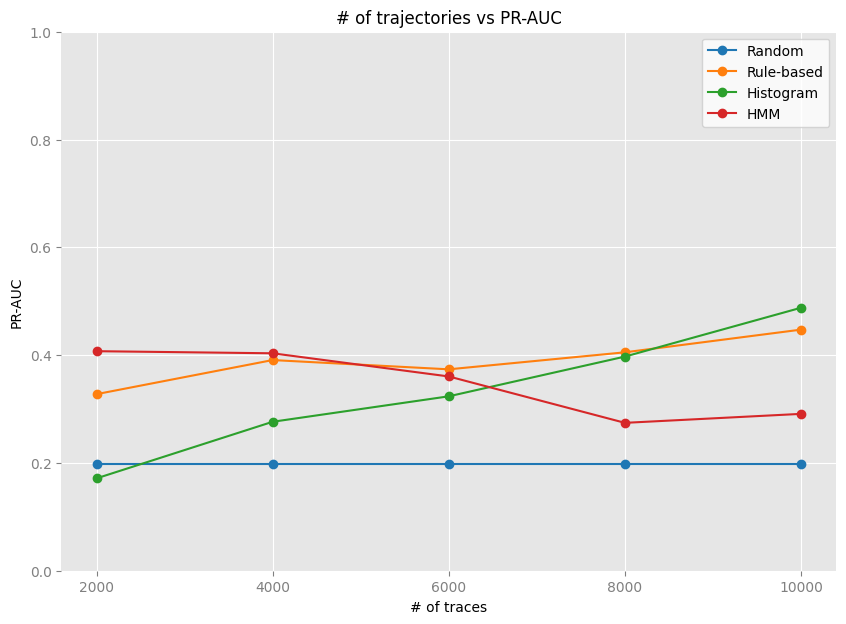 # of trajectories vs PR-AUC
Random
Rule-based
Histogram
HMM
1.0
0.8
0.6
0.4
0.2
0.0
PR-AUC
2000 4000 6000 8000 10000
# of traces